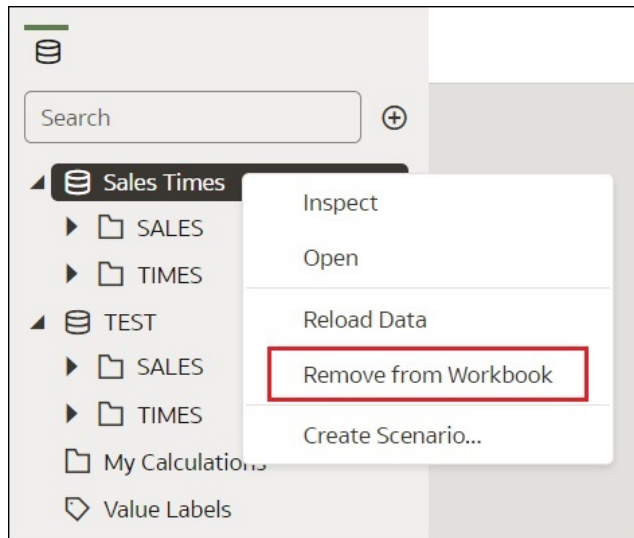 Search
Sales Times
SALES
TIMES
TEST
SALES
TIMES
My Calculations
Value Labels
Inspect
Open
Reload Data
Remove from Workbook
Create Scenario...